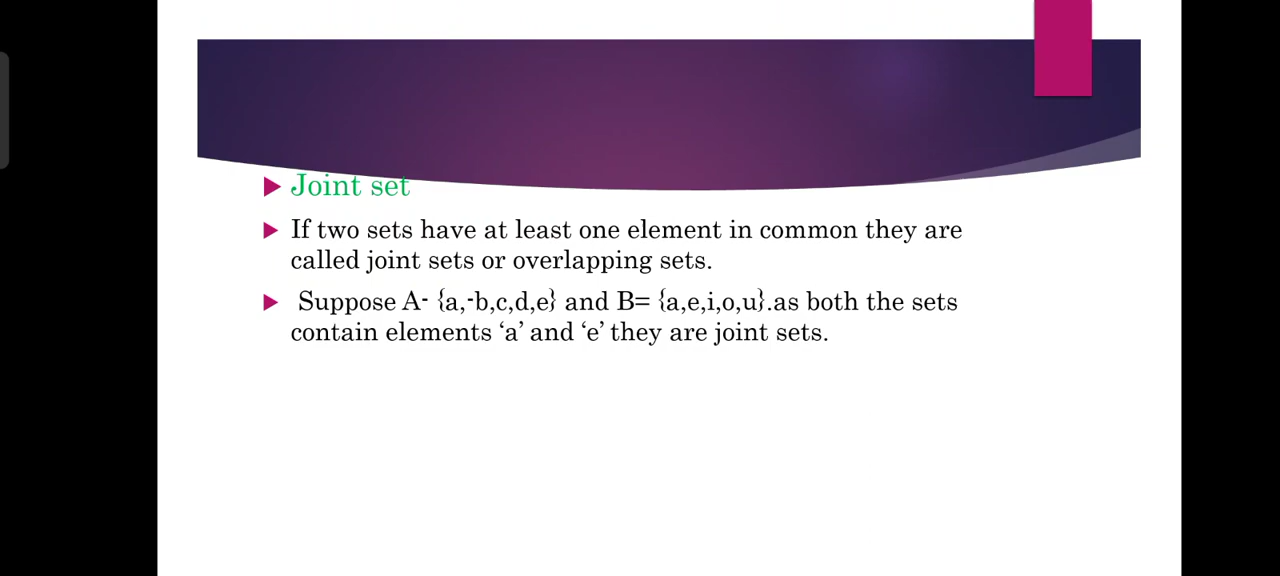 Joint set
If two sets have at least one element in common they are
called joint sets or overlapping sets.
Suppose A- {a,-b,c,d,e} and B= {a,e,i,o,u}.as both the sets
contain elements ‘a’ and ‘e’ they are joint sets.